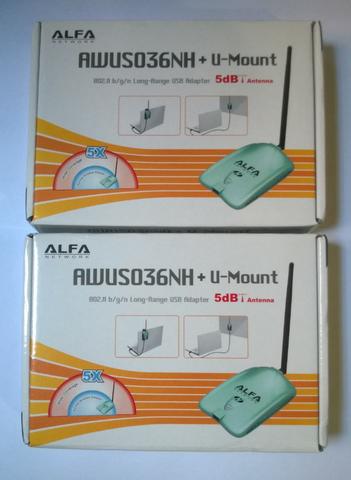 ALFA
NETWORK
AWUS036NH + U-Mount
802.11 b/g/n Long-Range USB Adapter 5dBi Antenna
5X
ALFA
ALFA
NETWORK
AWUS036NH + U-Mount
802.11 b/g/n Long-Range USB Adapter 5dBi Antenna
5X
ALFA